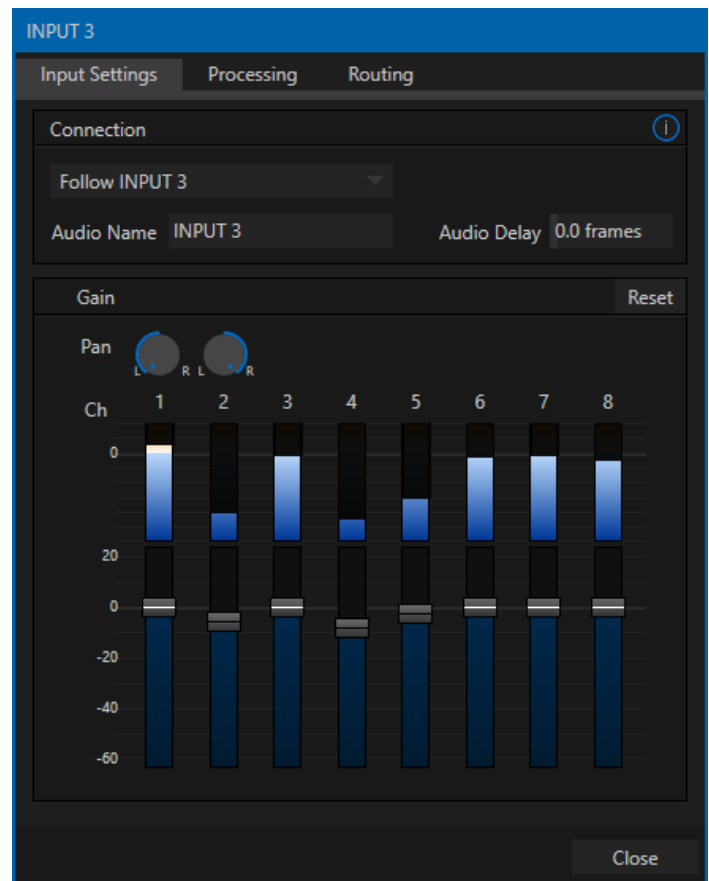 INPUT 3
Input Settings Processing Routing
Connection i
Follow INPUT 3
Audio Name INPUT 3 Audio Delay 0.0 frames
Gain Reset
Pan L R L R
Ch 1 2 3 4 5 6 7 8
0
20
0
-20
-40
-60
Close